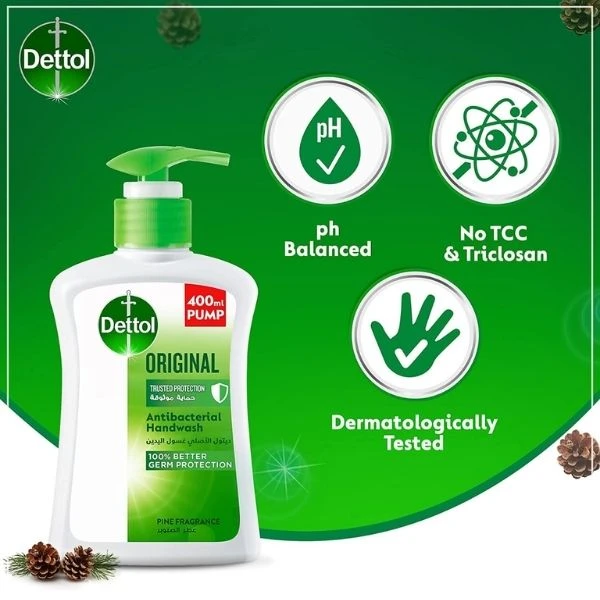 Dettol
pH
ph
Balanced
No TCC
& Triclosan
Dermatologically
Tested
400ml
PUMP
Dettol
ORIGINAL
TRUSTED PROTECTION
حماية موثوقة
Antibacterial
Handwash
ديتول الأصلي غسول اليدين
100% BETTER
GERM PROTECTION
PINE FRAGRANCE
عطر الصنوبر